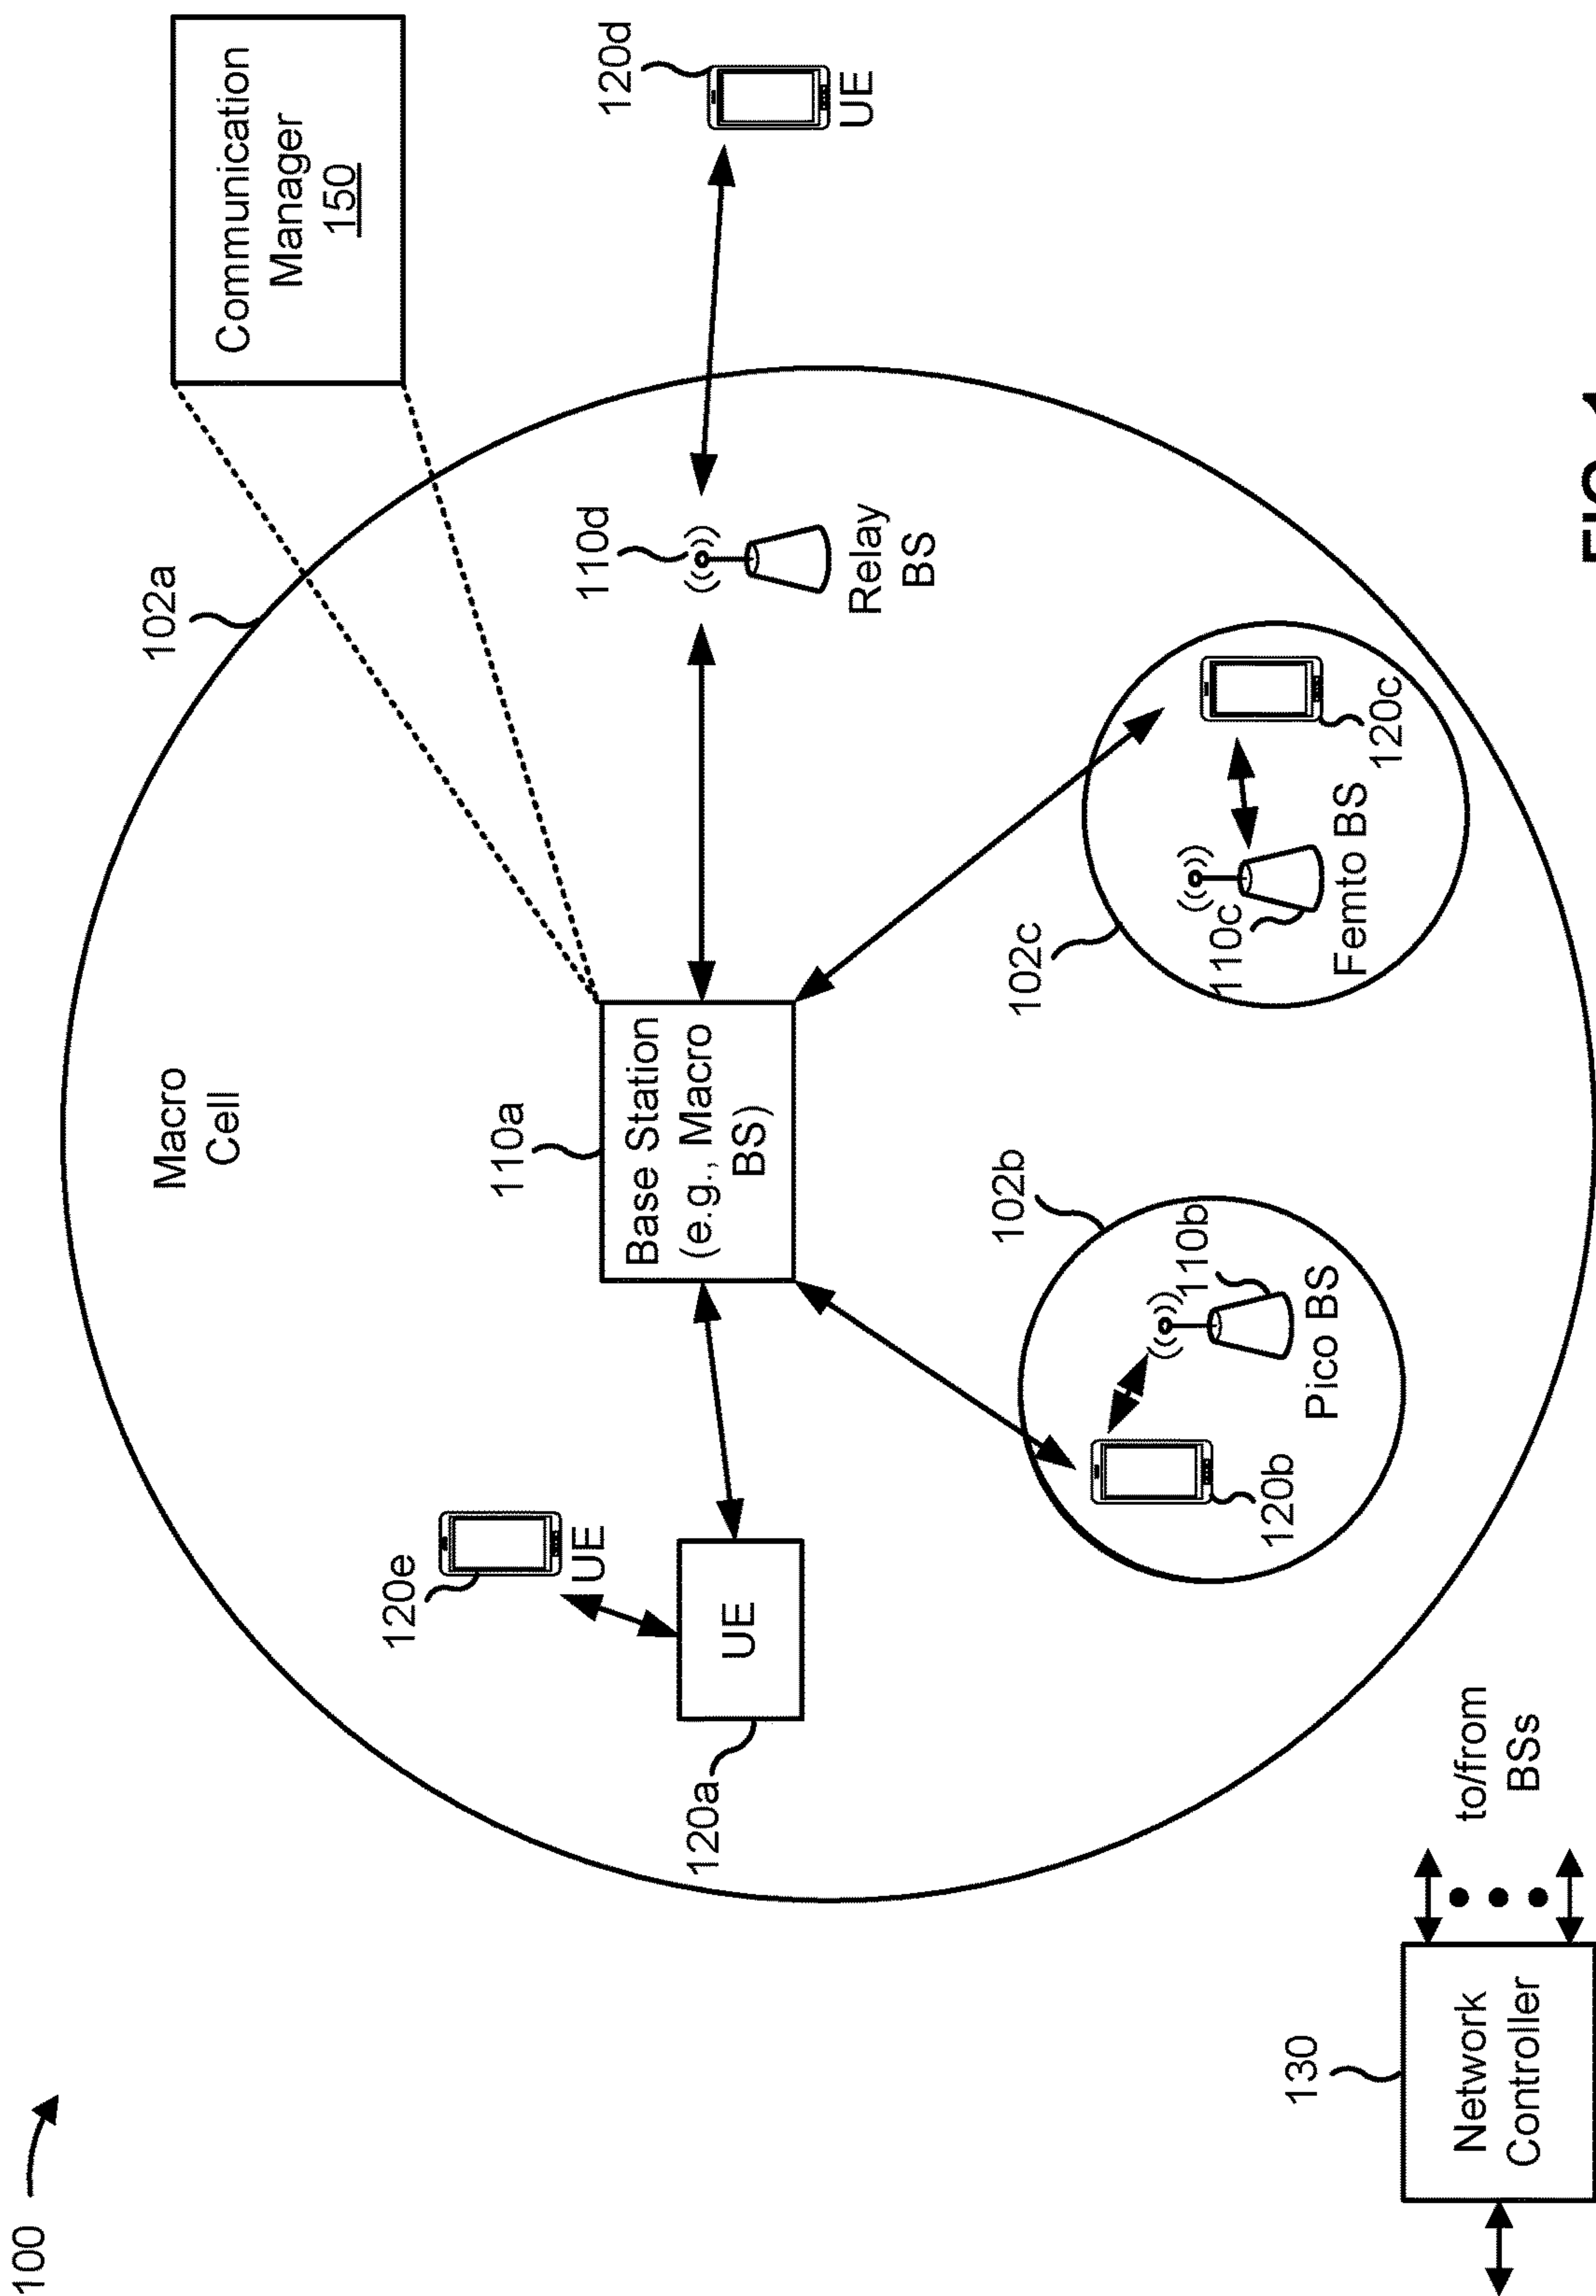 100
102a
Macro
Cell
Communication
Manager
150
110a
Base Station
(e.g., Macro
BS)
110d
Relay
BS
120d
UE
120e
UE
UE
120a
102b
110b
Pico BS
120b
102c
110c
Femto BS
120c
130
Network
Controller
to/from
BSs